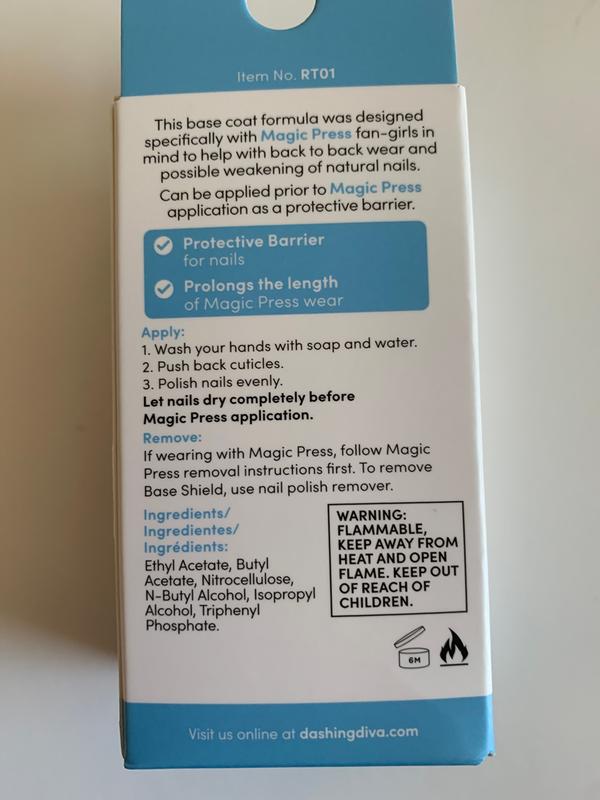 Item No. RT01
This base coat formula was designed
specifically with Magic Press fan-girls in
mind to help with back to back wear and
possible weakening of natural nails.
Can be applied prior to Magic Press
application as a protective barrier.
Protective Barrier
for nails
Prolongs the length
of Magic Press wear
Apply:
1. Wash your hands with soap and water.
2. Push back cuticles.
3. Polish nails evenly.
Let nails dry completely before
Magic Press application.
Remove:
If wearing with Magic Press, follow Magic
Press removal instructions first. To remove
Base Shield, use nail polish remover.
Ingredients/
Ingredientes/
Ingrédients:
Ethyl Acetate, Butyl
Acetate, Nitrocellulose,
N-Butyl Alcohol, Isopropyl
Alcohol, Triphenyl
Phosphate.
WARNING:
FLAMMABLE,
KEEP AWAY FROM
HEAT AND OPEN
FLAME. KEEP OUT
OF REACH OF
CHILDREN.
6M
Visit us online at dashingdiva.com